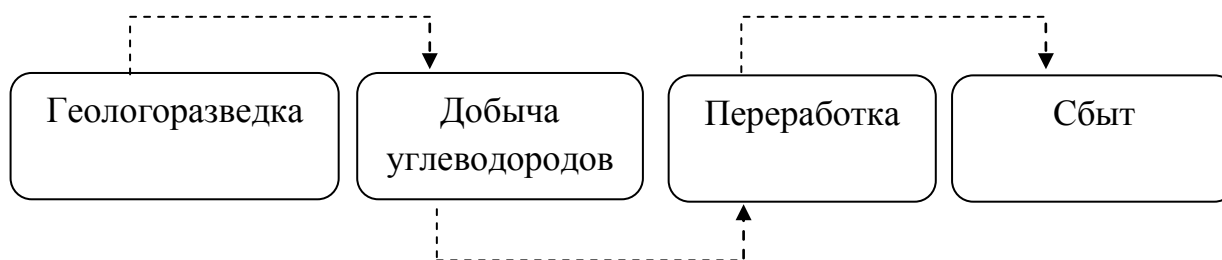 Геологоразведка
Добыча
углеводородов
Переработка
Сбыт